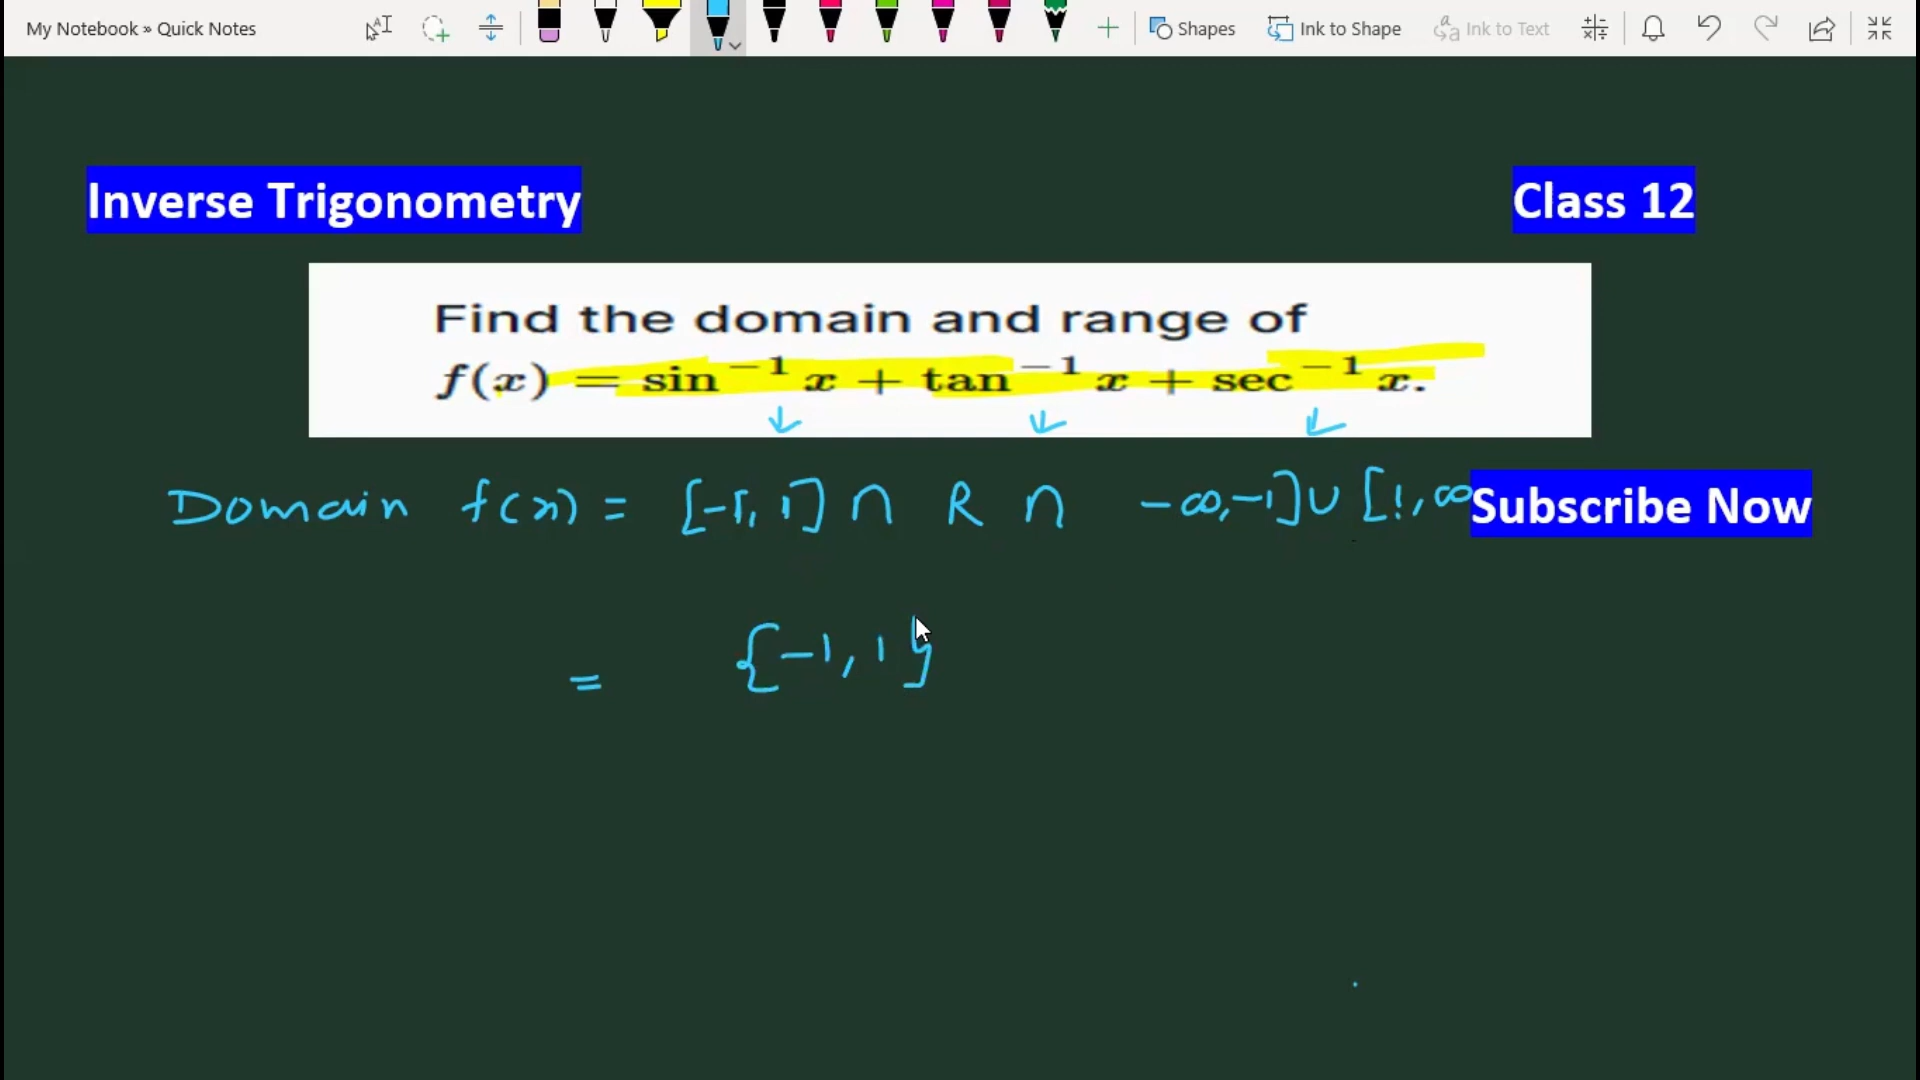 My Notebook » Quick Notes
Shapes
Ink to Shape
Ink to Text
Inverse Trigonometry
Class 12
Find the domain and range of
f(x) = sin⁻¹ x + tan⁻¹ x + sec⁻¹ x.
Domain f(x) = [-1, 1] ∩ R ∩ -∞,-1] ∪ [1, ∞
Subscribe Now
= {-1, 1}